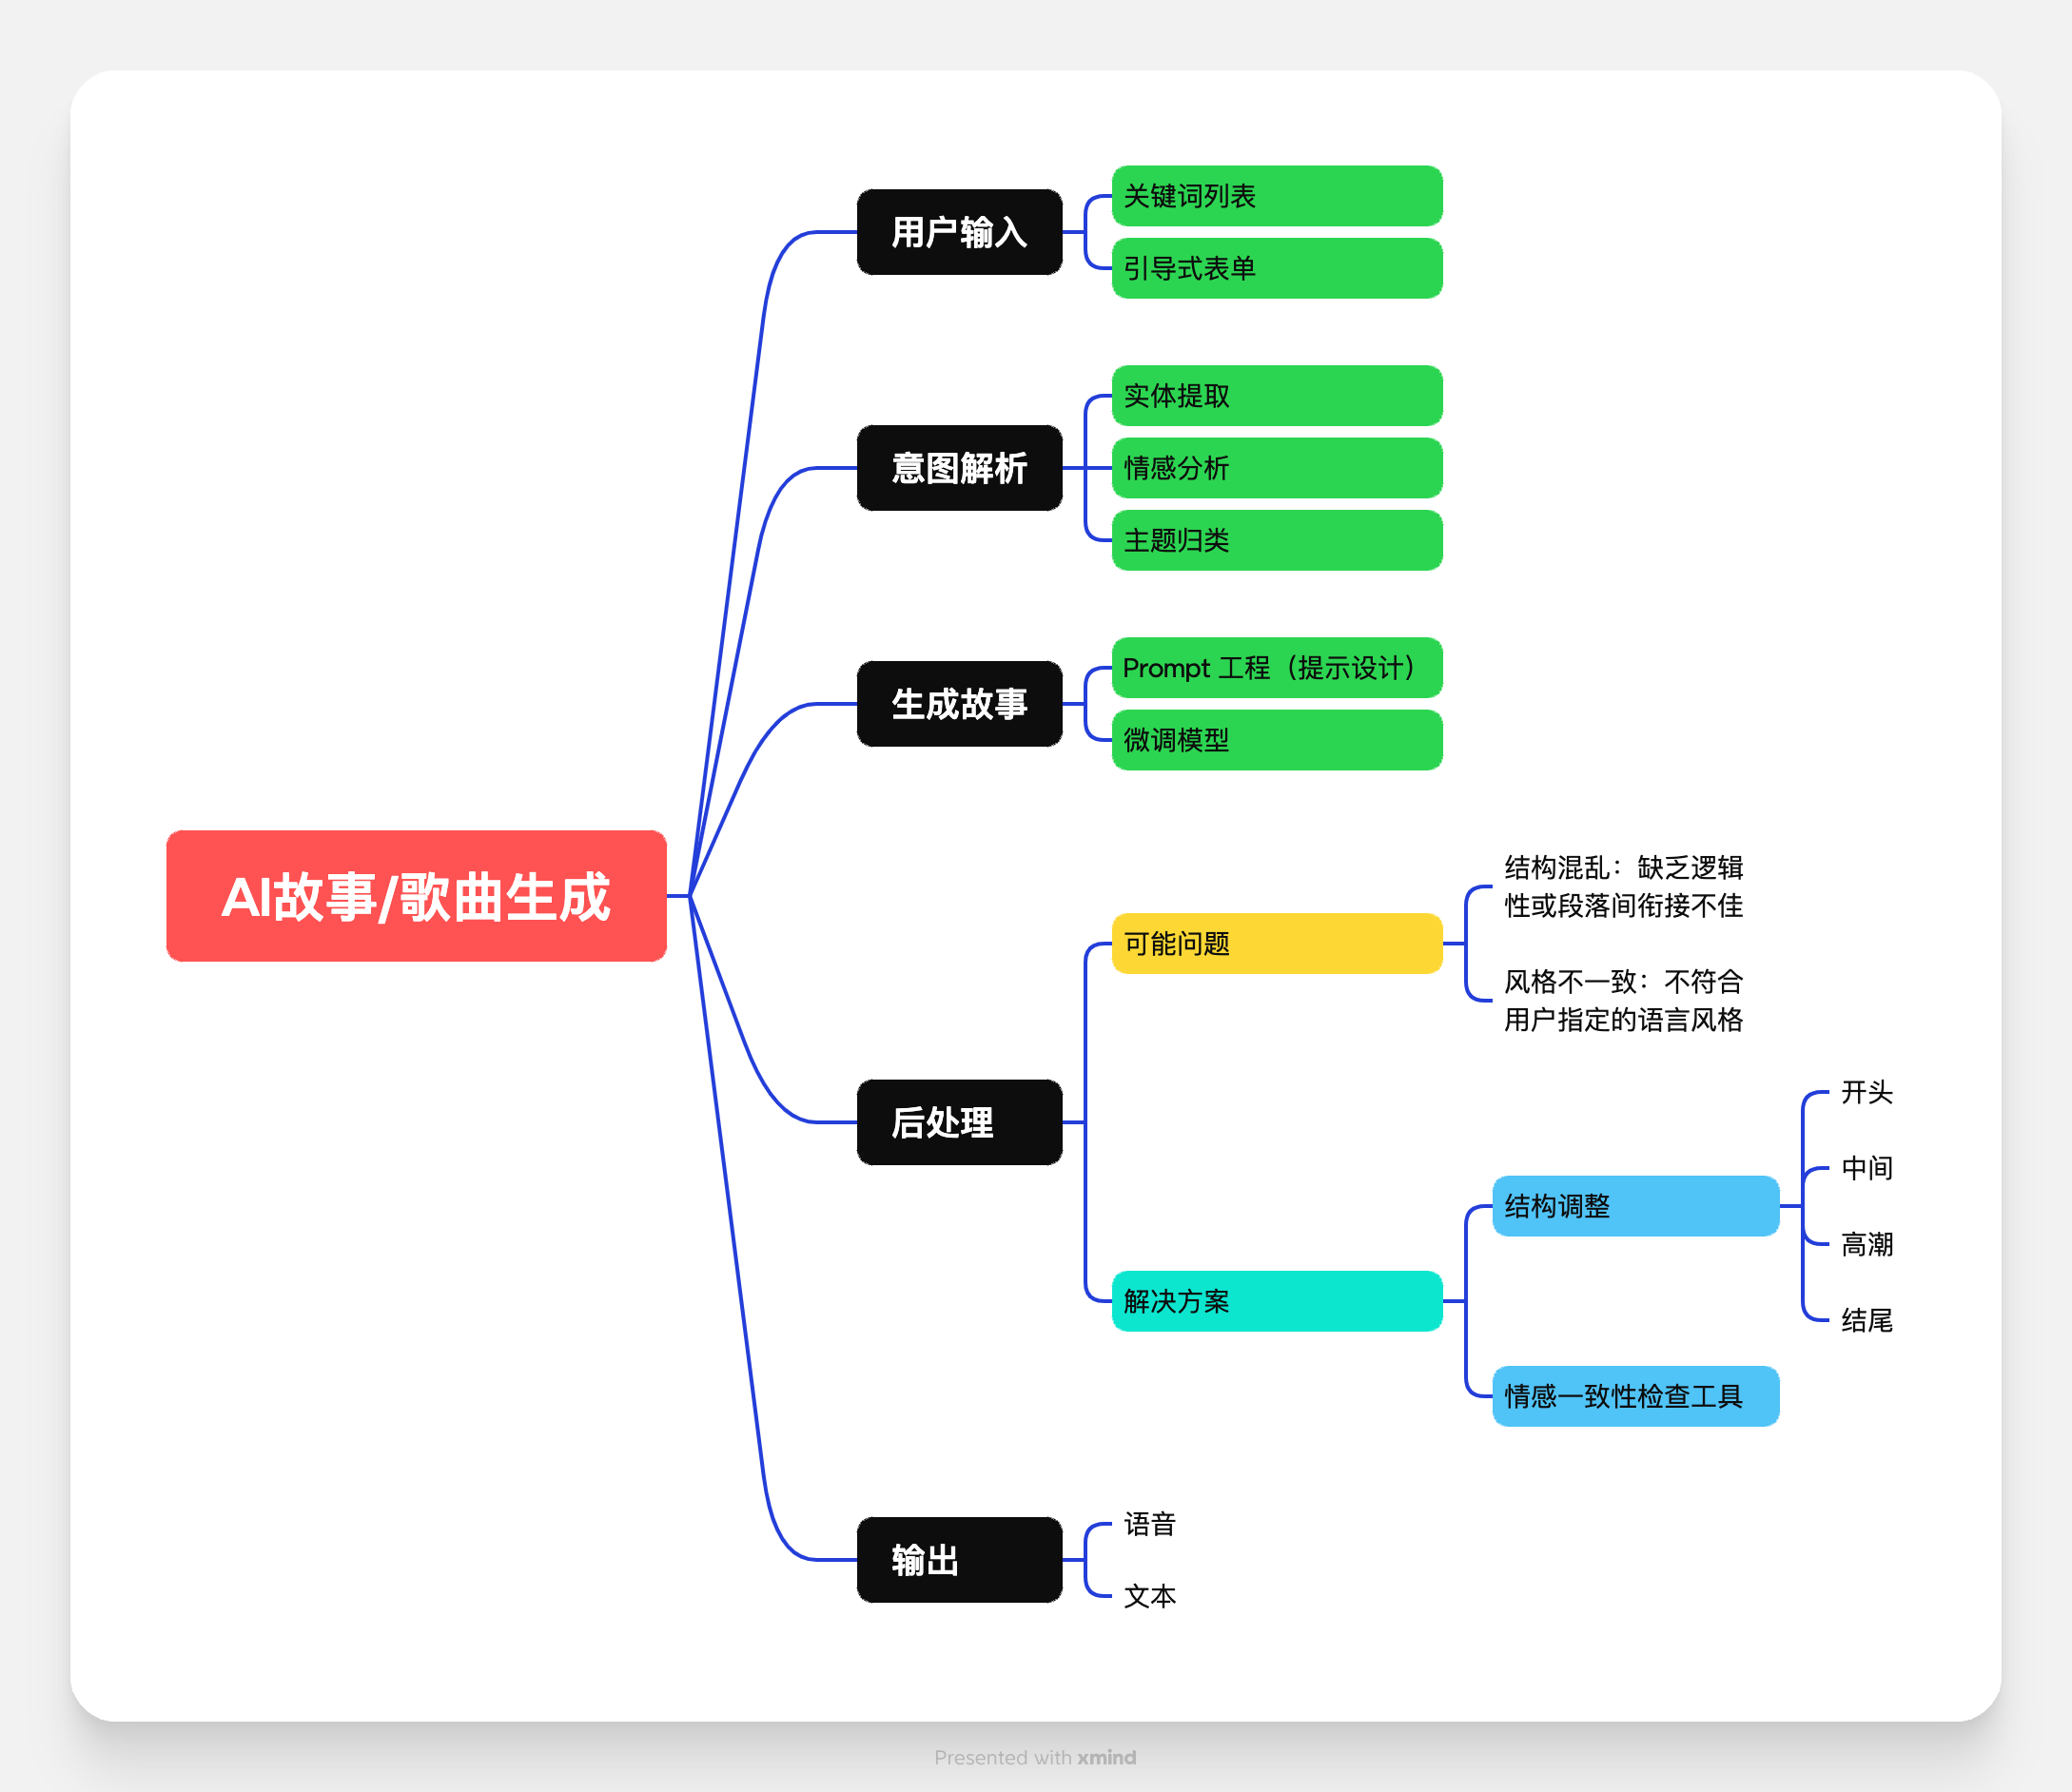 用户输入
关键词列表
引导式表单
意图解析
实体提取
情感分析
主题归类
生成故事
Prompt 工程（提示设计）
微调模型
AI故事/歌曲生成
后处理
可能问题
结构混乱：缺乏逻辑
性或段落间衔接不佳
风格不一致：不符合
用户指定的语言风格
解决方案
结构调整
开头
中间
高潮
结尾
情感一致性检查工具
输出
语音
文本
Presented with xmind